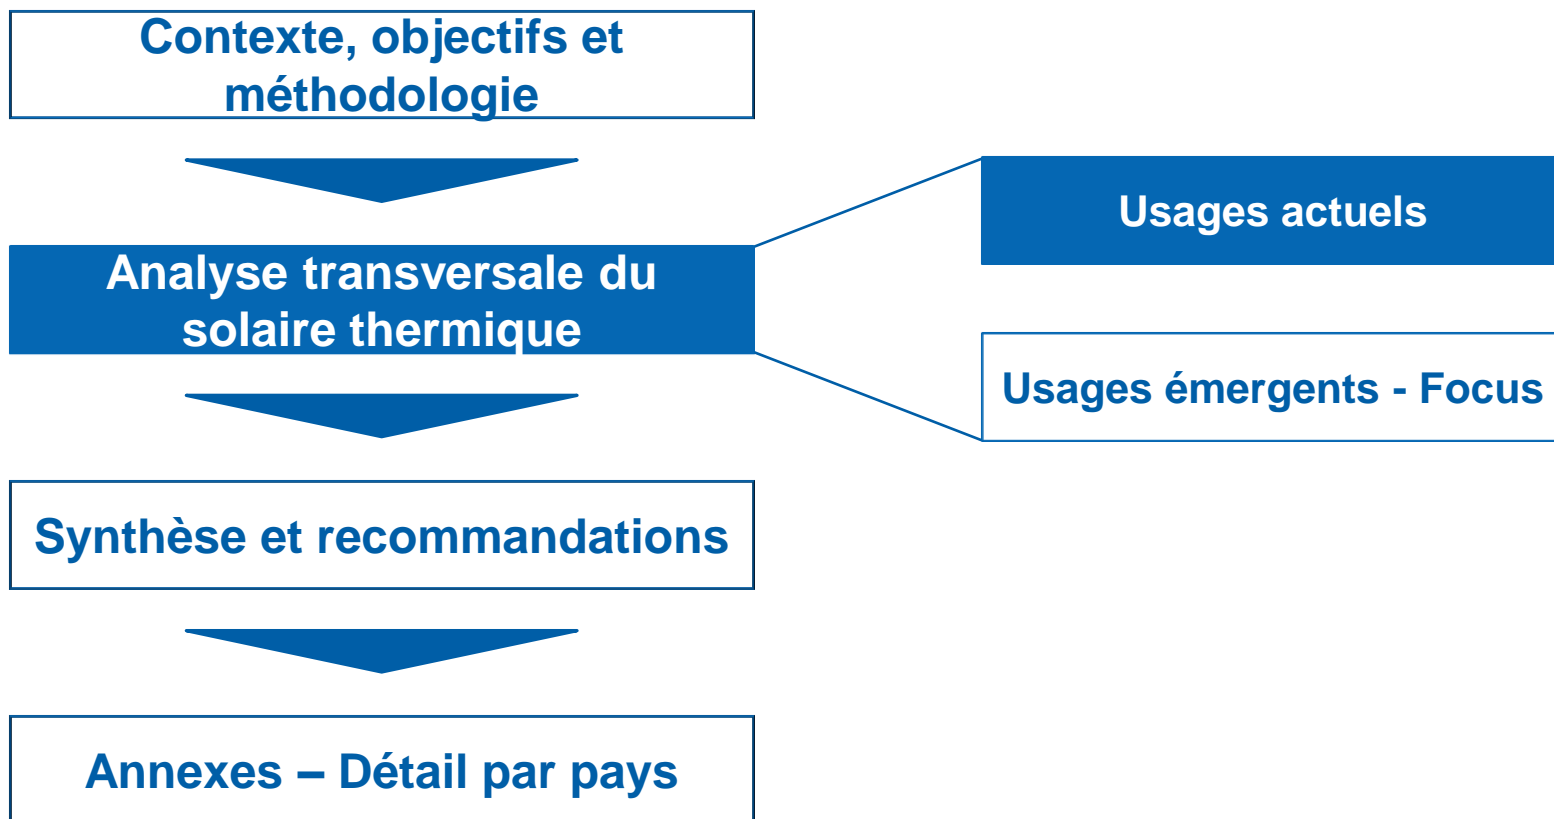 Contexte, objectifs et
méthodologie
Analyse transversale du
solaire thermique
Usages actuels
Usages émergents - Focus
Synthèse et recommandations
Annexes – Détail par pays